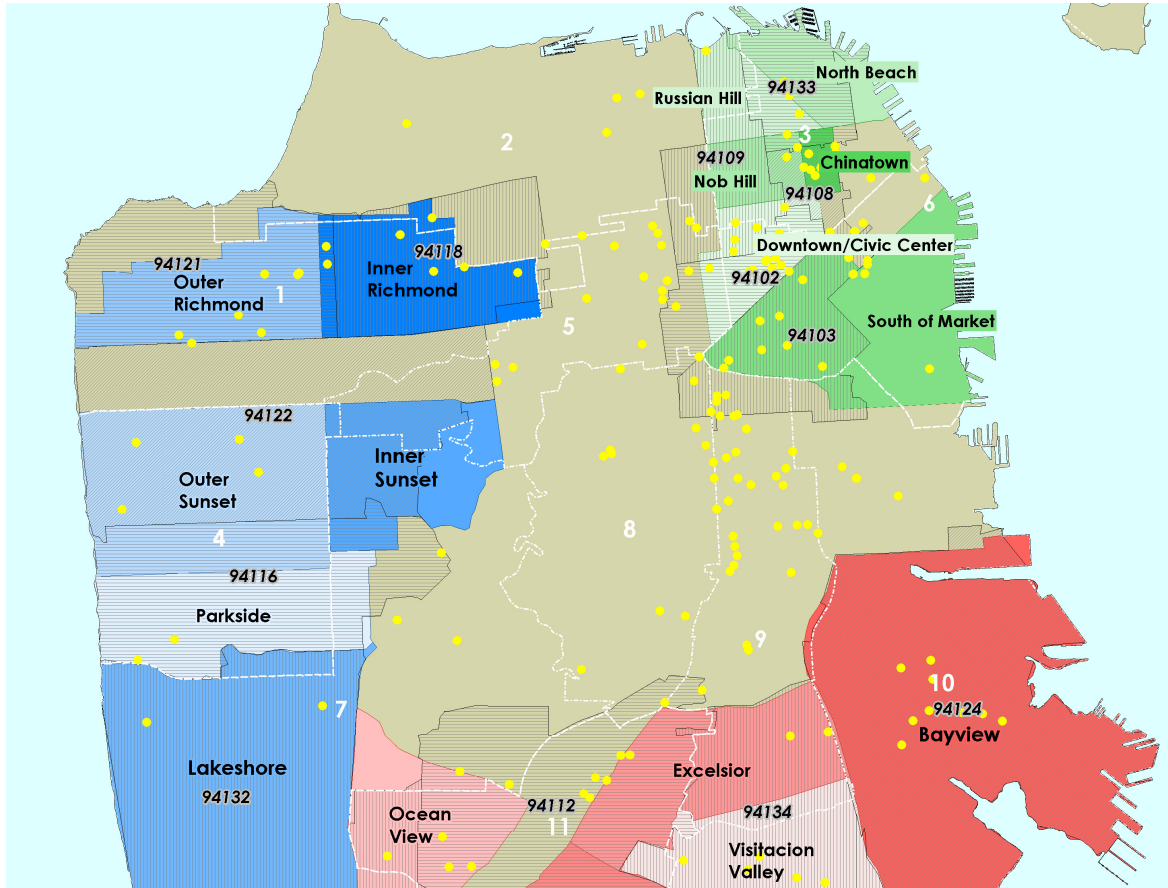 North Beach
94133
Russian Hill
3
2
94109
Chinatown
Nob Hill
94108
6
Downtown/Civic Center
94118
94121
Inner
Richmond
94102
Outer
Richmond
1
5
South of Market
94103
94122
Inner
Sunset
Outer
Sunset
4
8
94116
Parkside
9
10
7
94124
Bayview
Lakeshore
94132
Excelsior
94112
Ocean
View
11
94134
Visitacion
Valley